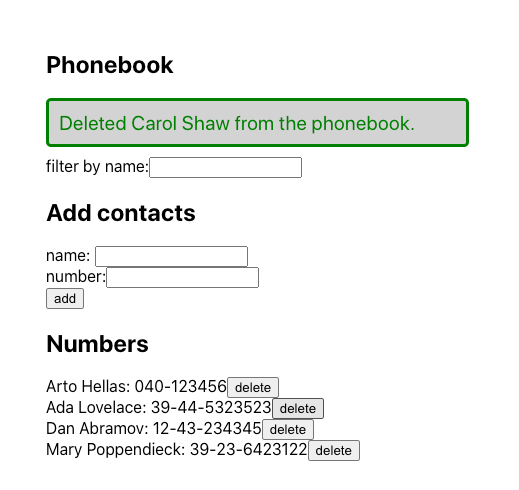 Phonebook
Deleted Carol Shaw from the phonebook.
filter by name:
Add contacts
name:
number:
add
Numbers
Arto Hellas: 040-123456 delete
Ada Lovelace: 39-44-5323523 delete
Dan Abramov: 12-43-234345 delete
Mary Poppendieck: 39-23-6423122 delete